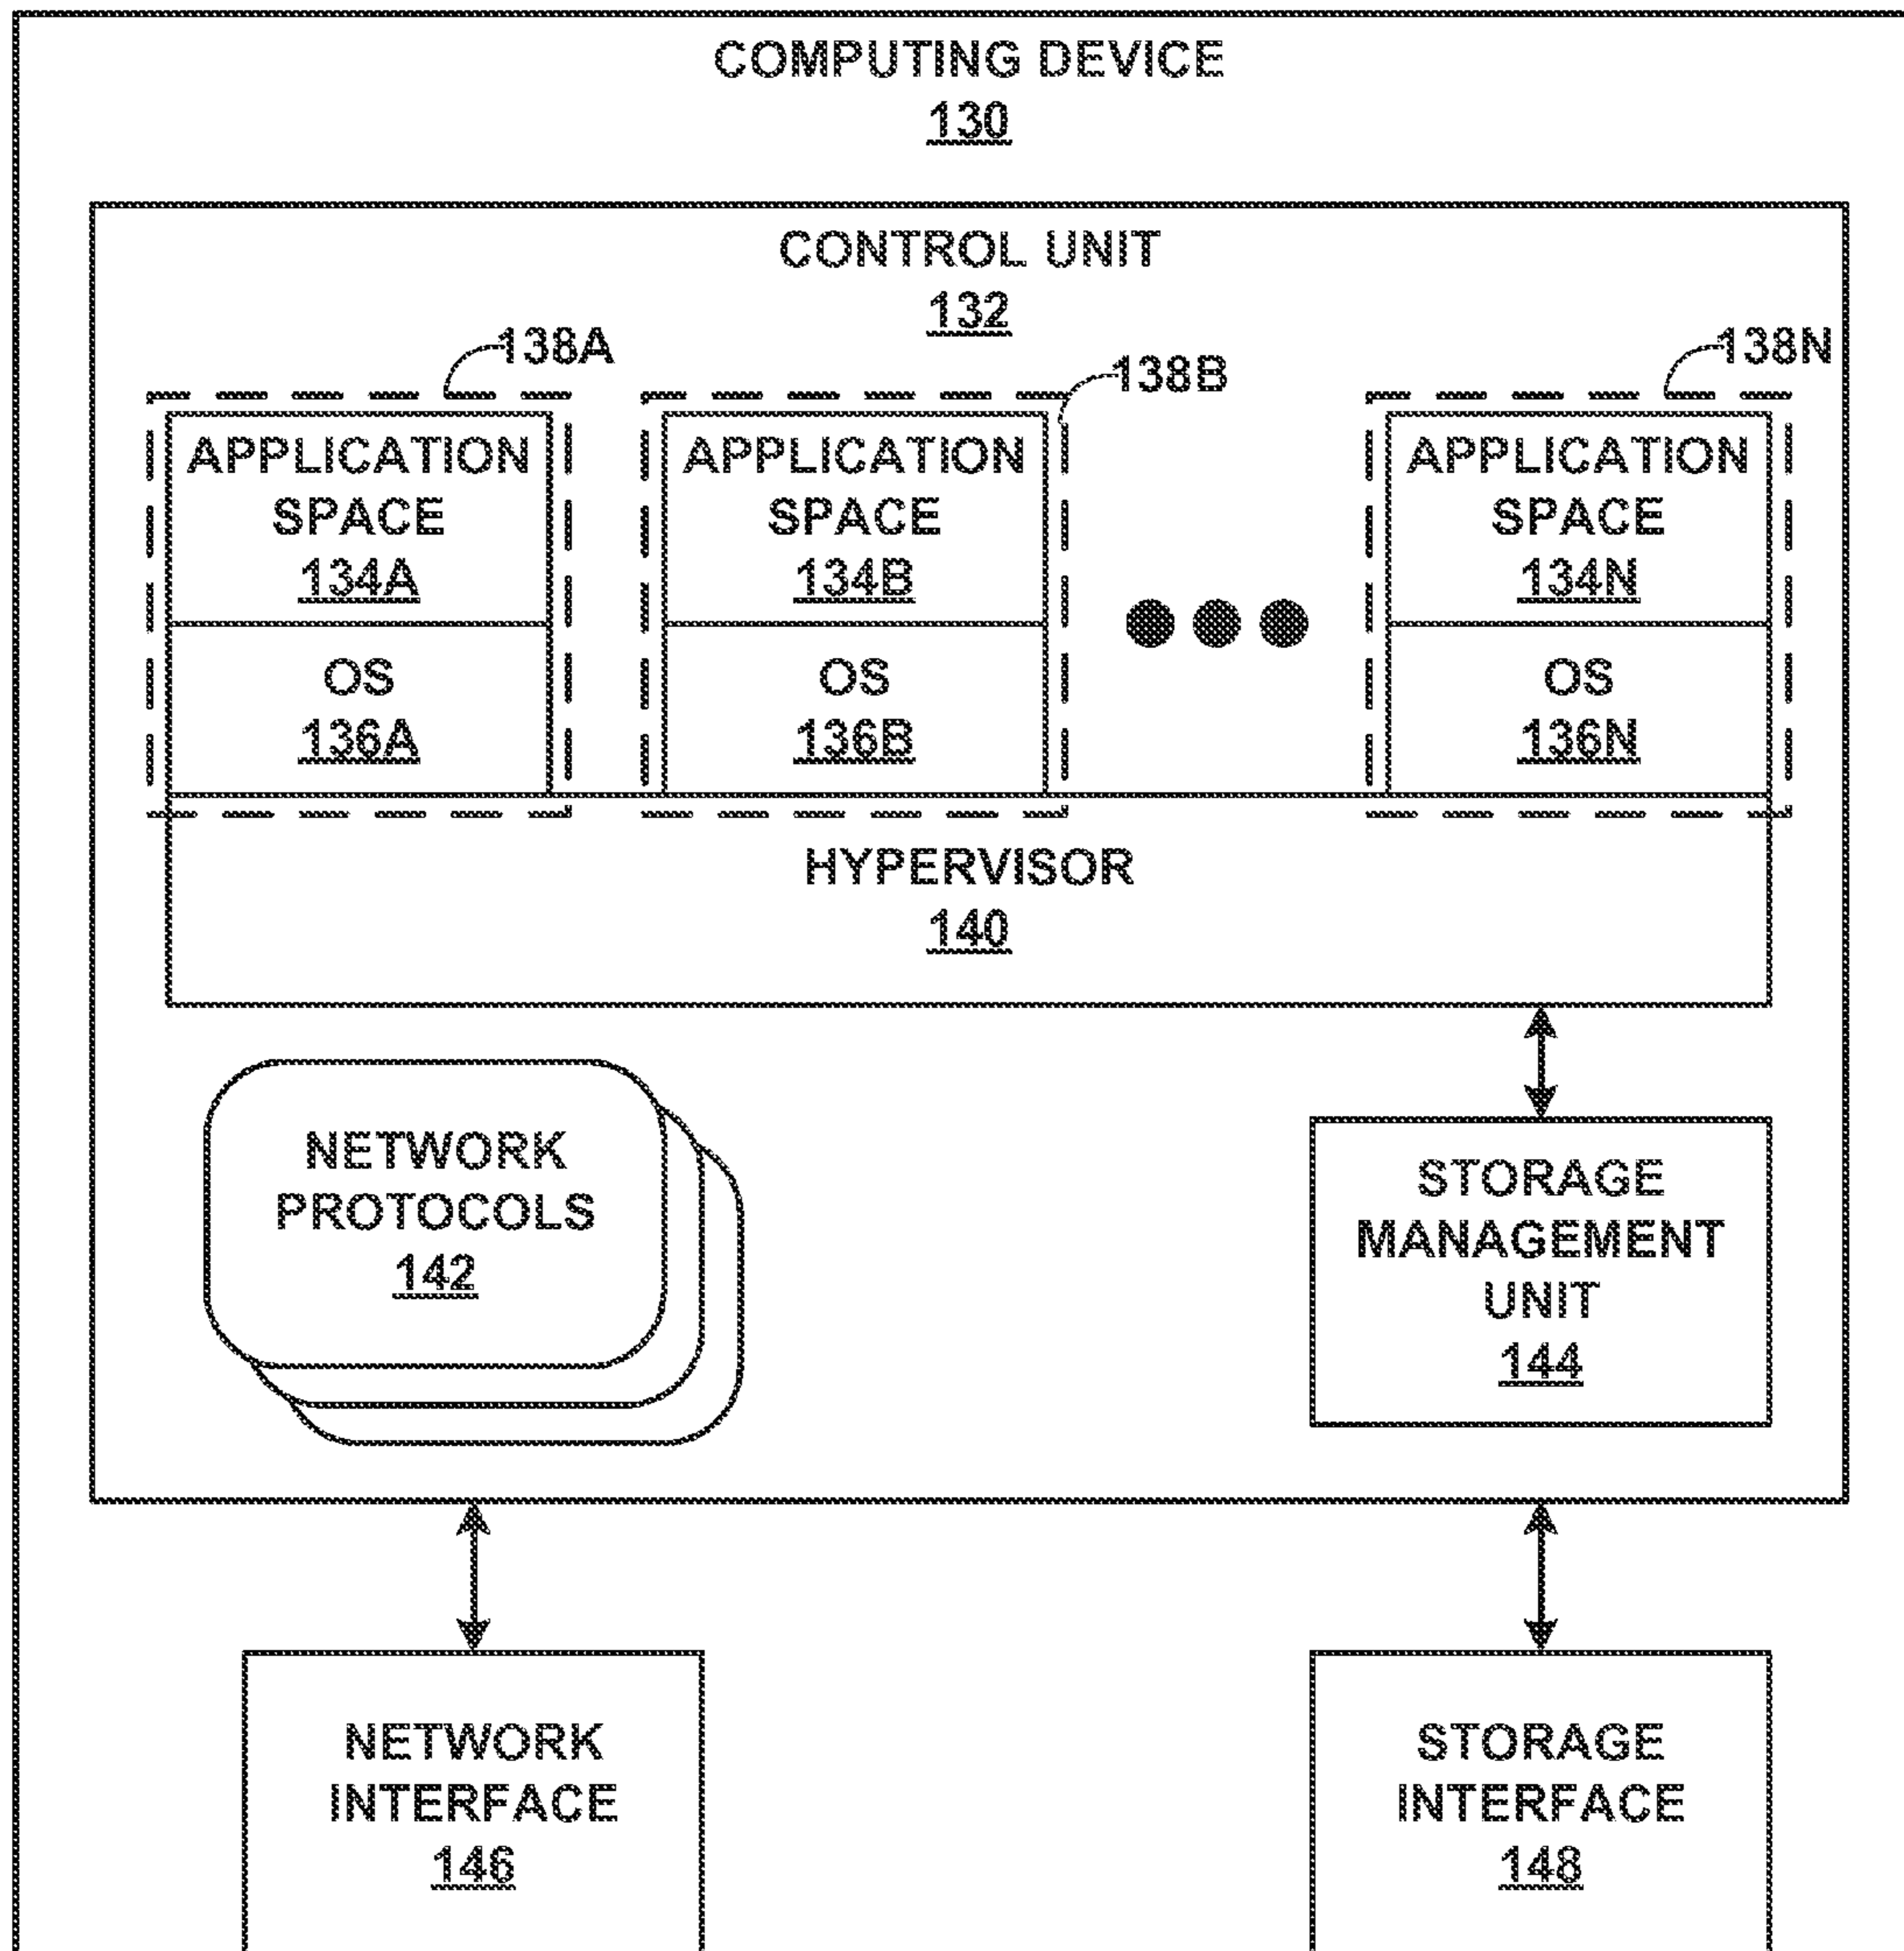 COMPUTING DEVICE
130
CONTROL UNIT
132
138A
138B
138N
APPLICATION
SPACE
134A
OS
136A
APPLICATION
SPACE
134B
OS
136B
APPLICATION
SPACE
134N
OS
136N
HYPERVISOR
140
NETWORK
PROTOCOLS
142
STORAGE
MANAGEMENT
UNIT
144
NETWORK
INTERFACE
146
STORAGE
INTERFACE
148